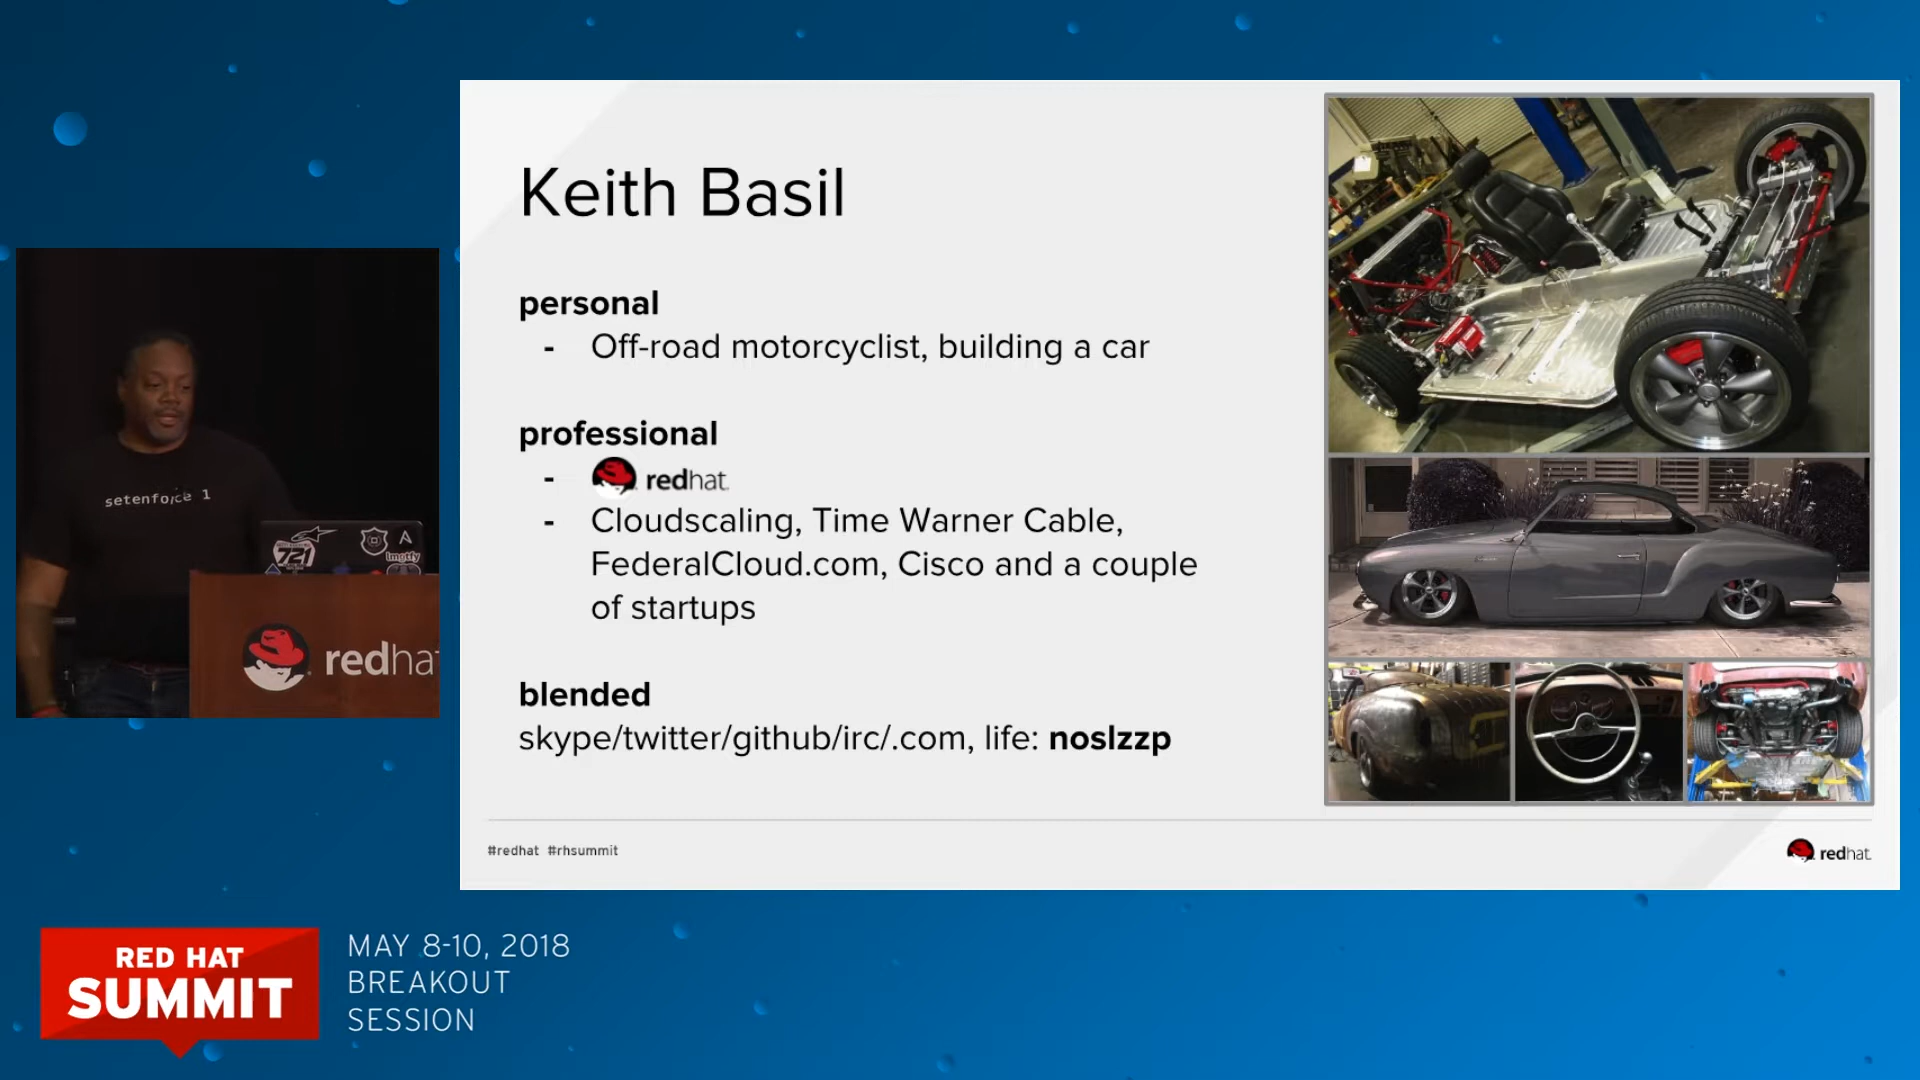 Keith Basil
personal
- Off-road motorcyclist, building a car
professional
- redhat.
- Cloudscaling, Time Warner Cable,
FederalCloud.com, Cisco and a couple
of startups
blended
skype/twitter/github/irc/.com, life: noslzzp
#redhat #rhsummit
redhat.
setenforce 1
721
A
lmotfy
redhat
RED HAT
SUMMIT
MAY 8-10, 2018
BREAKOUT
SESSION